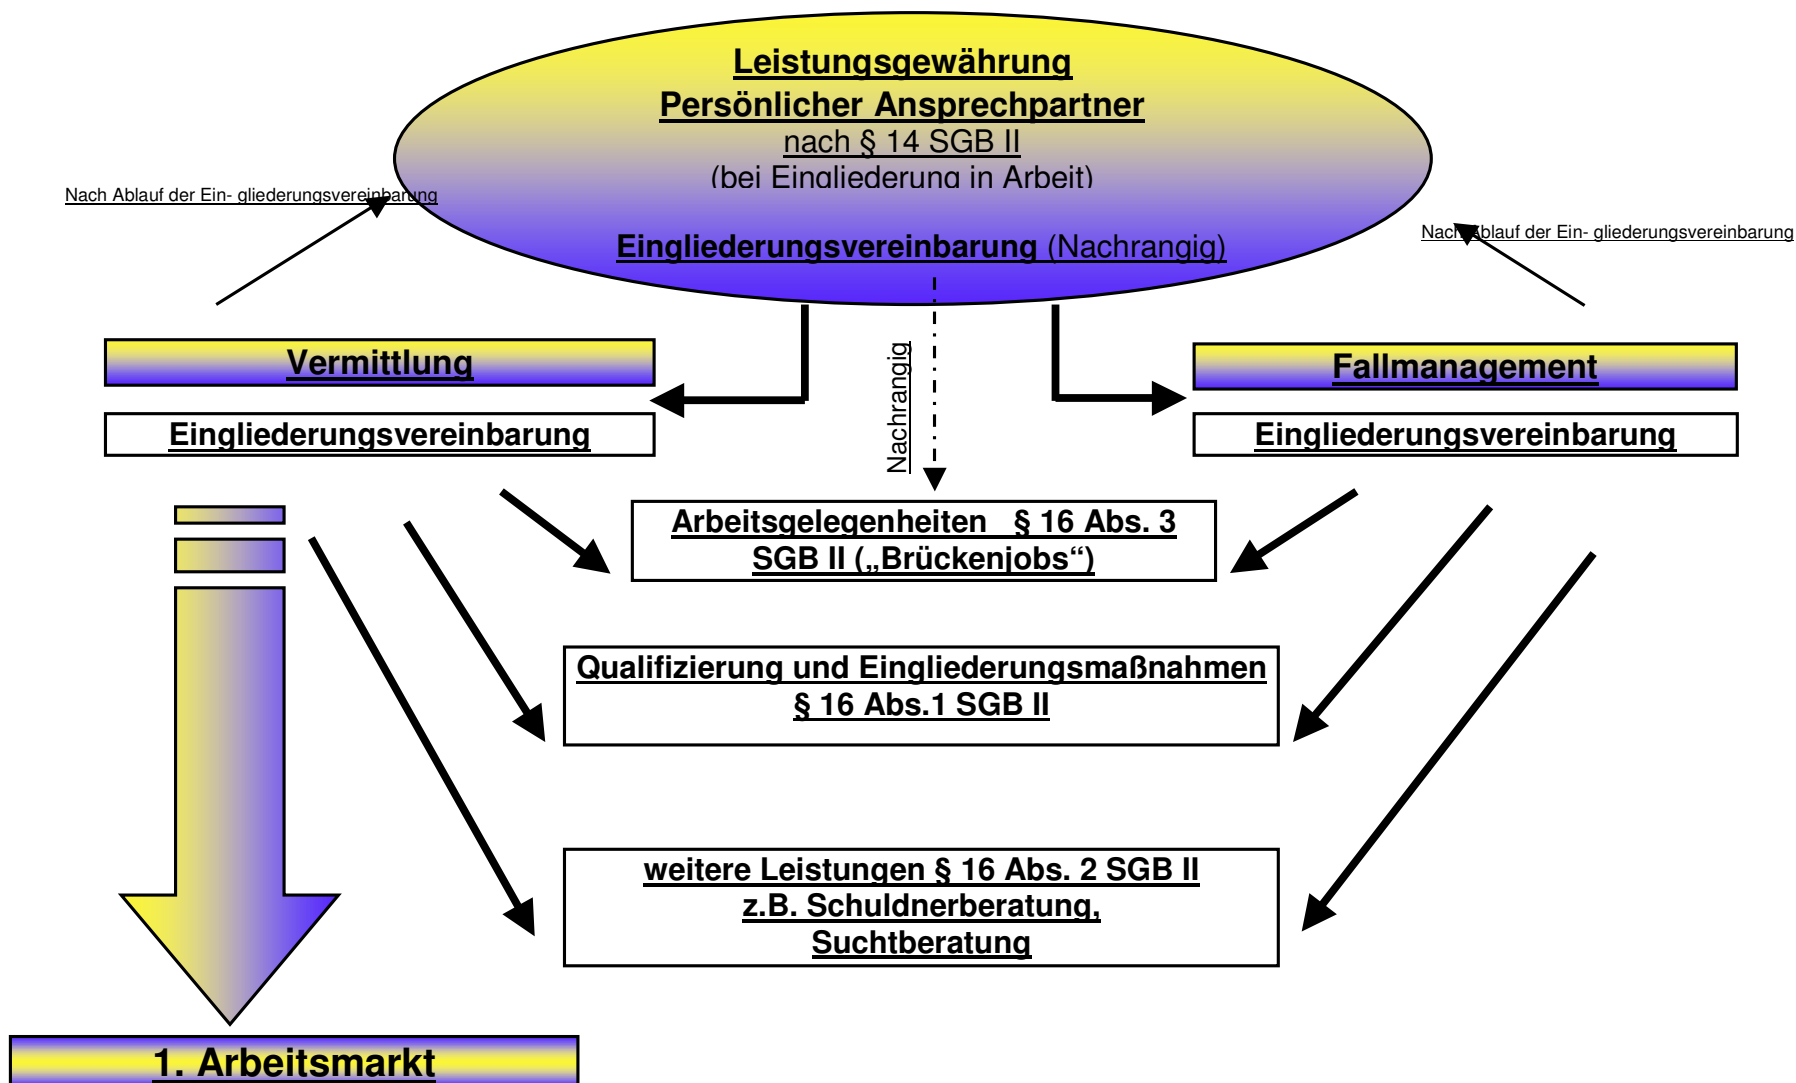 Leistungsgewährung
Persönlicher Ansprechpartner
nach § 14 SGB II
(bei Eingliederung in Arbeit)
Nach Ablauf der Ein- gliederungsvereinbarung
Nach Ablauf der Ein- gliederungsvereinbarung
Eingliederungsvereinbarung (Nachrangig)
Vermittlung
Nachrangig
Fallmanagement
Eingliederungsvereinbarung
Eingliederungsvereinbarung
Arbeitsgelegenheiten § 16 Abs. 3
SGB II („Brückenjobs“)
Qualifizierung und Eingliederungsmaßnahmen
§ 16 Abs.1 SGB II
weitere Leistungen § 16 Abs. 2 SGB II
z.B. Schuldnerberatung,
Suchtberatung
1. Arbeitsmarkt